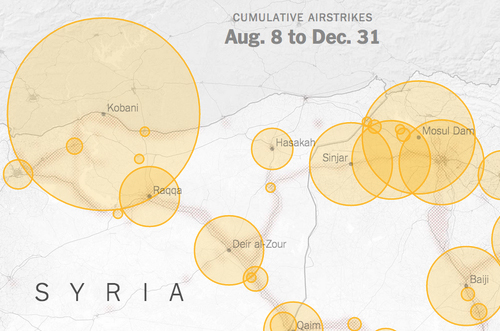 CUMULATIVE AIRSTRIKES
Aug. 8 to Dec. 31
Kobani
Mosul Dam
Hasakah
Sinjar
Raqqa
Deir al-Zour
Baiji
SYRIA
Qaim